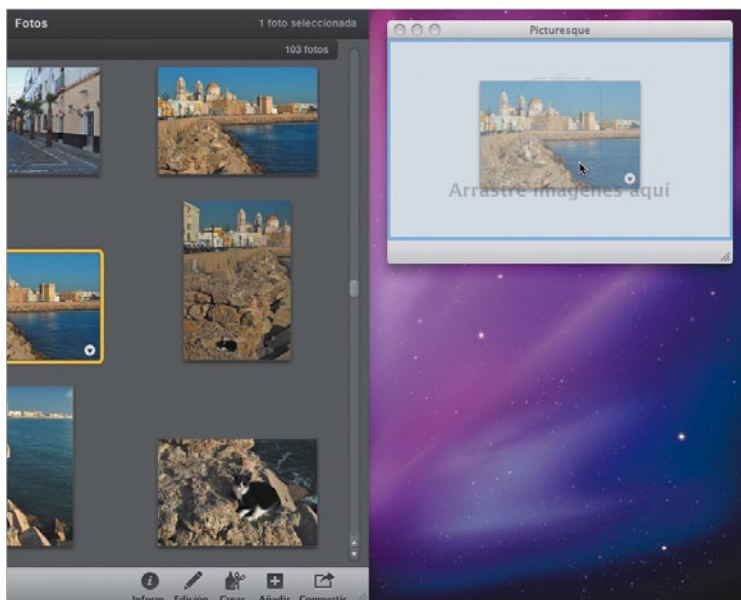 Fotos
1 foto seleccionada
103 fotos
Picturesque
Arrastre imágenes aquí
Inform. Edición Crear Añadir Compartir